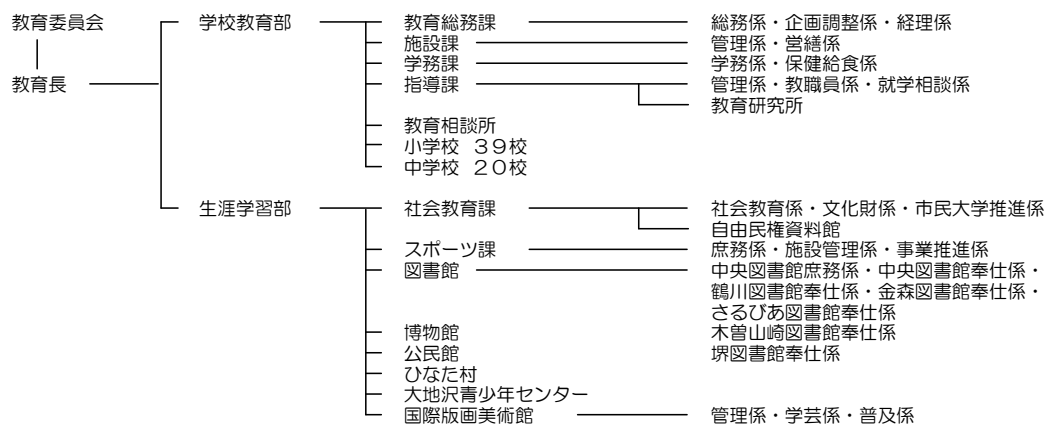 教育委員会 学校教育部 教育総務課 総務係・企画調整係・経理係
施設課 管理係・営繕係
学務課 学務係・保健給食係
教育長 指導課 管理係・教職員係・就学相談係
教育研究所
教育相談所
小学校 39校
中学校 20校
生涯学習部 社会教育課 社会教育係・文化財係・市民大学推進係
自由民権資料館
スポーツ課 庶務係・施設管理係・事業推進係
図書館 中央図書館庶務係・中央図書館奉仕係・
鶴川図書館奉仕係・金森図書館奉仕係・
さるびあ図書館奉仕係
博物館 木曽山崎図書館奉仕係
公民館 堺図書館奉仕係
ひなた村
大地沢青少年センター
国際版画美術館 管理係・学芸係・普及係